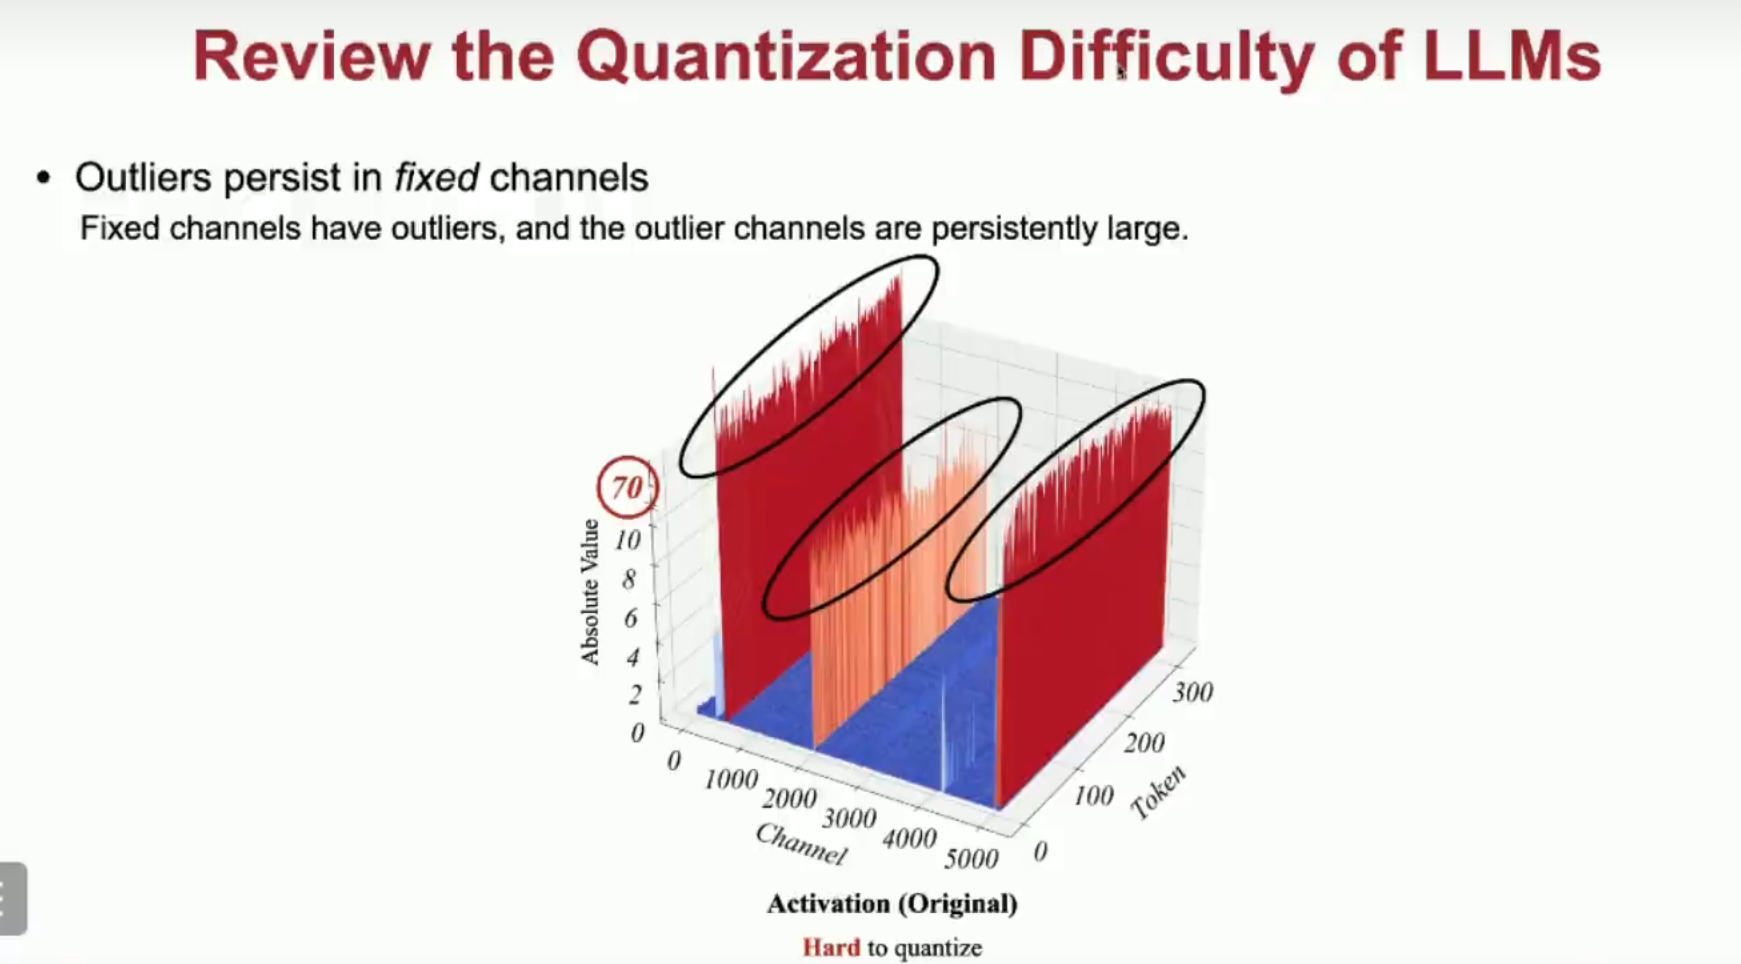 Review the Quantization Difficulty of LLMs
• Outliers persist in fixed channels
Fixed channels have outliers, and the outlier channels are persistently large.
70
10
8
6
4
2
0
Absolute Value
0
1000
2000
3000
4000
5000
Channel
0
100
200
300
Token
Activation (Original)
Hard to quantize